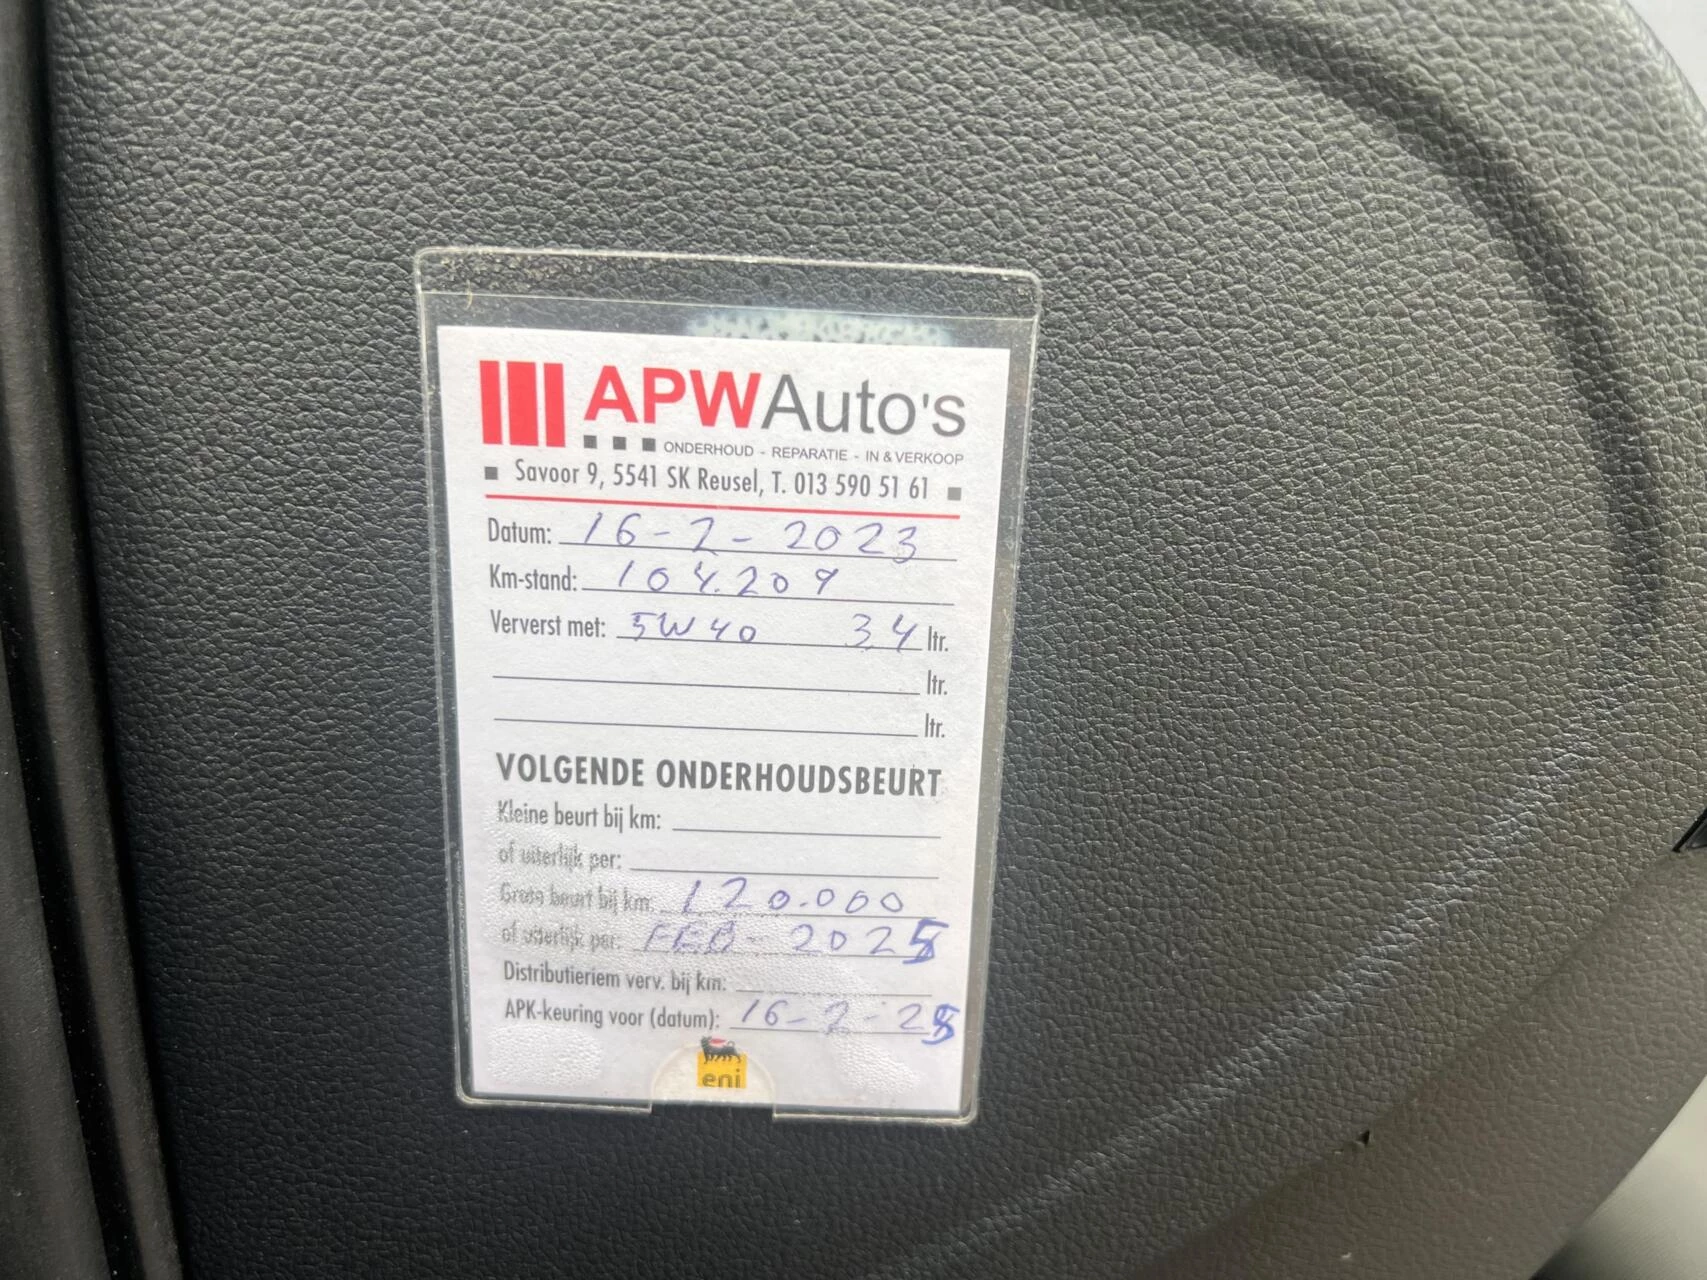 APWAuto's
ONDERHOUD - REPARATIE - IN & VERKOOP
Savoor 9, 5541 SK Reusel, T. 013 590 51 61
Datum: 16-2-2023
Km-stand: 104.209
Ververst met: 5W40 3,4 ltr.
ltr.
ltr.
VOLGENDE ONDERHOUDSBEURT
Kleine beurt bij km:
of uiterlijk per:
Grote beurt bij km: 120.000
of uiterlijk per: FEB-2025
Distributieriem verv. bij km:
APK-keuring voor (datum): 16-2-25
eni